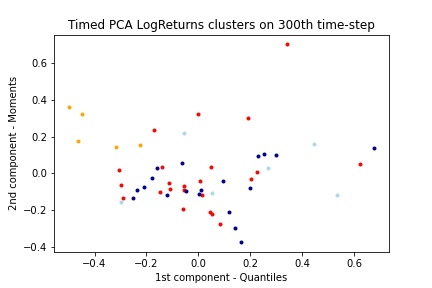 Timed PCA LogReturns clusters on 300th time-step
0.6
0.4
0.2
0.0
−0.2
−0.4
2nd component - Moments
−0.4 −0.2 0.0 0.2 0.4 0.6
1st component - Quantiles